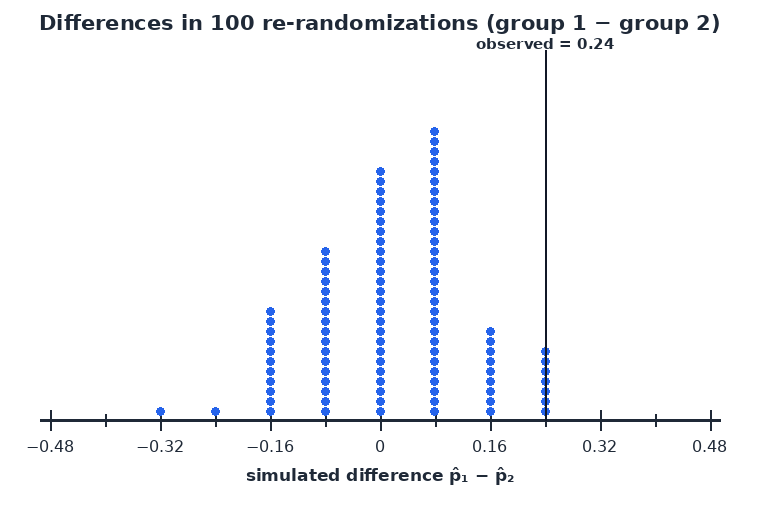 Differences in 100 re-randomizations (group 1 − group 2)
observed = 0.24
−0.48 −0.32 −0.16 0 0.16 0.32 0.48
simulated difference p̂₁ − p̂₂